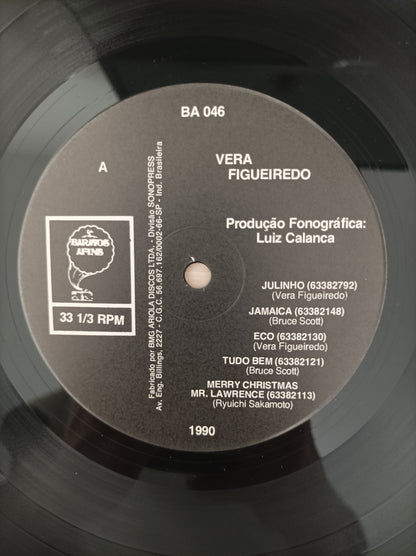 BA 046
A
VERA
FIGUEIREDO
Produção Fonográfica:
Luiz Calanca
BARATOS
AFINS
33 1/3 RPM
Fabricado por BMG ARIOLA DISCOS LTDA. - Divisão SONOPRESS
Av. Eng. Billings, 2227 - C.G.C. 56.697.162/0002-66-SP - Ind. Brasileira
JULINHO (63382792)
(Vera Figueiredo)
JAMAICA (63382148)
(Bruce Scott)
ECO (63382130)
(Vera Figueiredo)
TUDO BEM (63382121)
(Bruce Scott)
MERRY CHRISTMAS
MR. LAWRENCE (63382113)
(Ryuichi Sakamoto)
1990